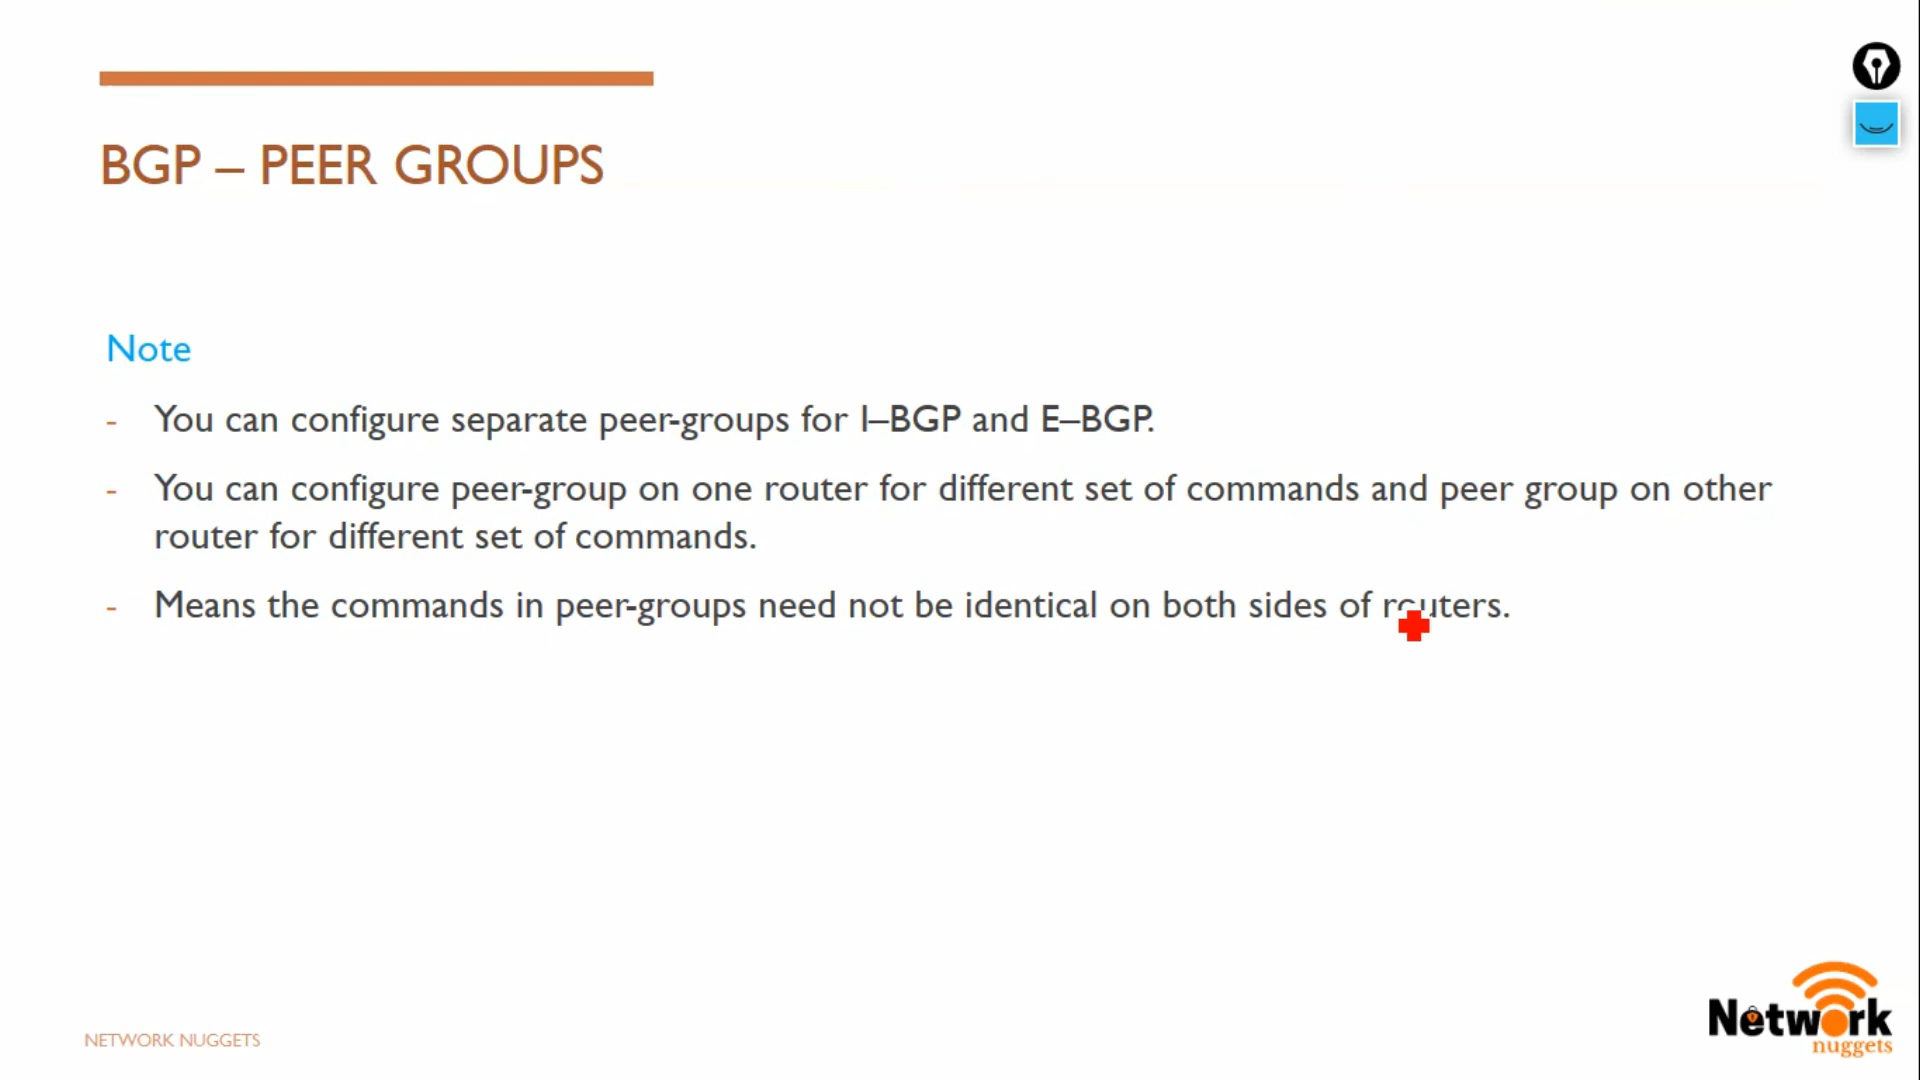 BGP – PEER GROUPS
Note
- You can configure separate peer-groups for I–BGP and E–BGP.
- You can configure peer-group on one router for different set of commands and peer group on other
router for different set of commands.
- Means the commands in peer-groups need not be identical on both sides of routers.
NETWORK NUGGETS
Network
nuggets